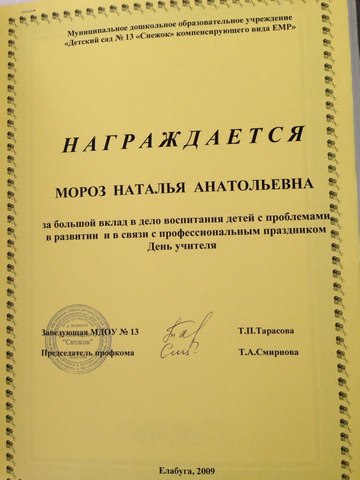 Муниципальное дошкольное образовательное учреждение
«Детский сад № 13 «Снежок» компенсирующего вида ЕМР»
НАГРАЖДАЕТСЯ
МОРОЗ НАТАЛЬЯ АНАТОЛЬЕВНА
за большой вклад в дело воспитания детей с проблемами
в развитии и в связи с профессиональным праздником
День учителя
Заведующая МДОУ № 13 Т.П.Тарасова
"Снежок"
Председатель профкома Т.А.Смирнова
Елабуга, 2009